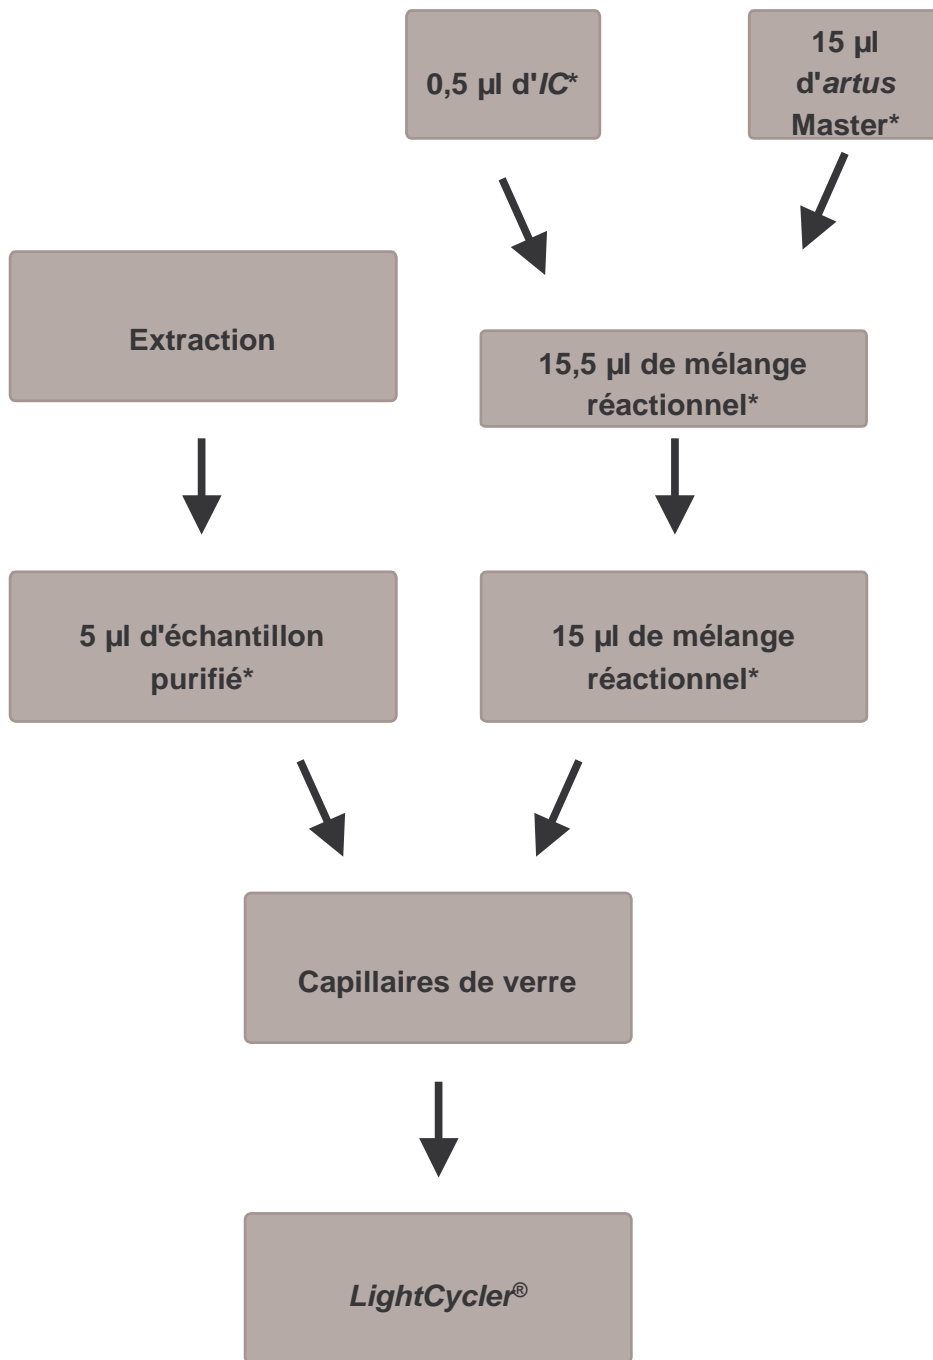 0,5 µl d'IC*
15 µl
d'artus
Master*
Extraction
15,5 µl de mélange
réactionnel*
5 µl d'échantillon
purifié*
15 µl de mélange
réactionnel*
Capillaires de verre
LightCycler®